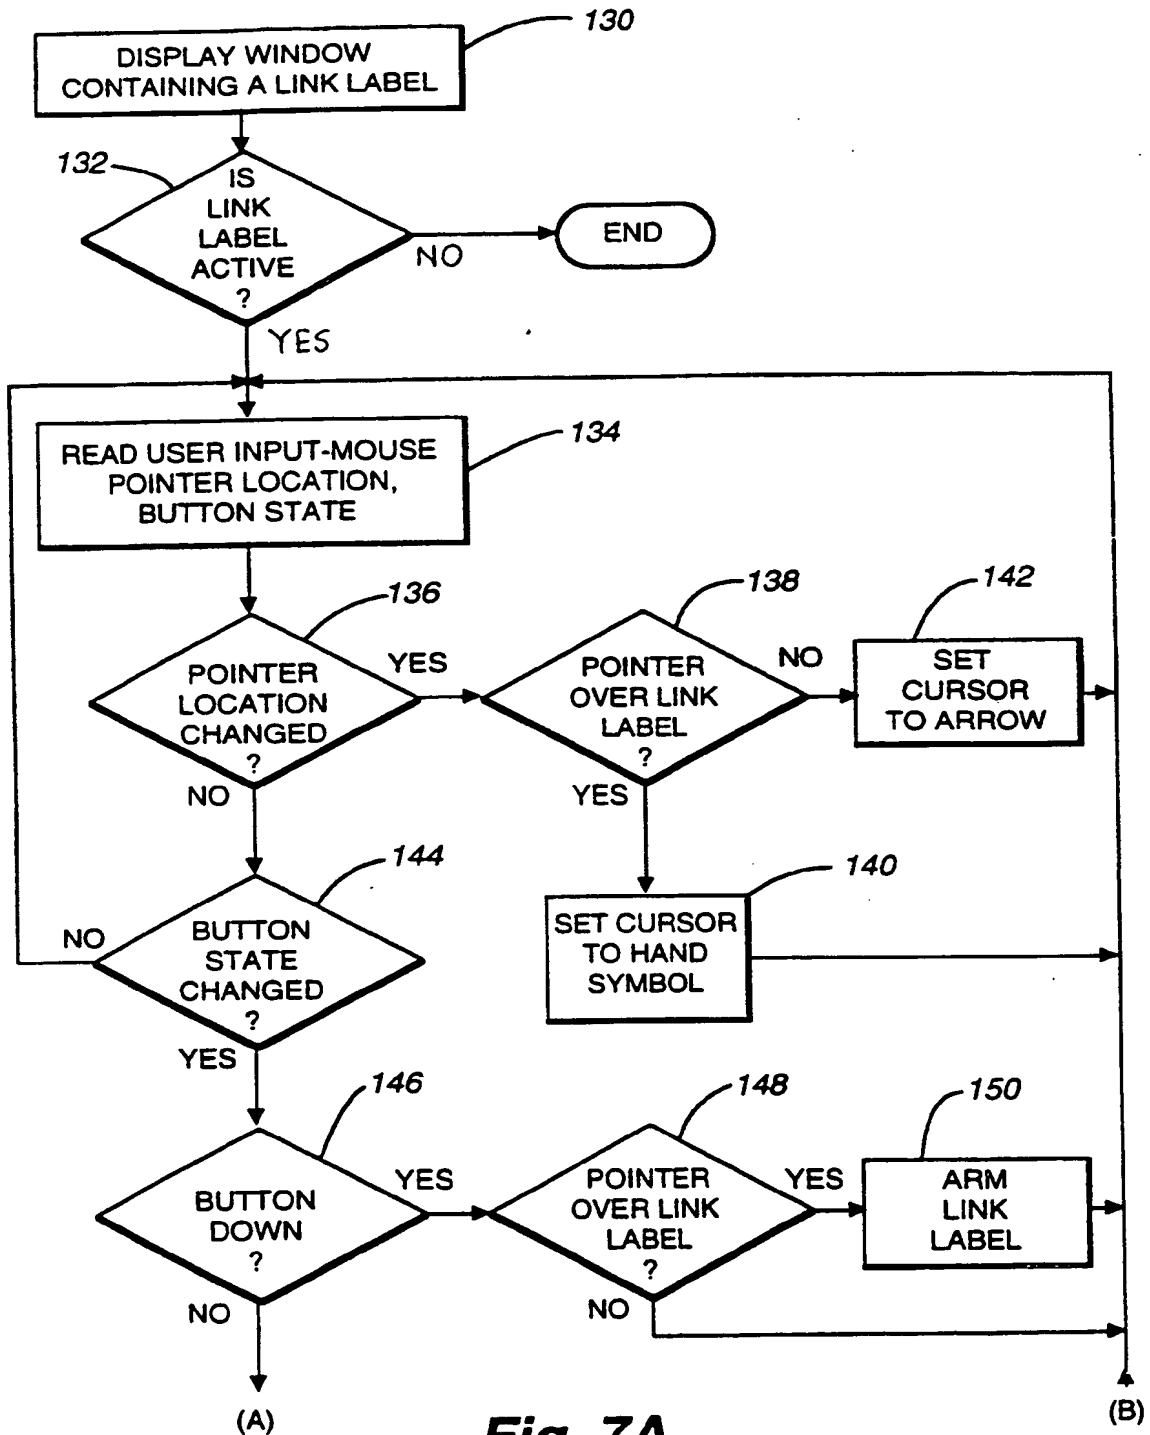 130
DISPLAY WINDOW
CONTAINING A LINK LABEL
132
IS
LINK
LABEL
ACTIVE
?
NO
END
YES
134
READ USER INPUT-MOUSE
POINTER LOCATION,
BUTTON STATE
136
POINTER
LOCATION
CHANGED
?
YES
NO
138
POINTER
OVER LINK
LABEL
?
NO
YES
142
SET
CURSOR
TO ARROW
144
BUTTON
STATE
CHANGED
?
NO
YES
140
SET CURSOR
TO HAND
SYMBOL
146
BUTTON
DOWN
?
YES
NO
148
POINTER
OVER LINK
LABEL
?
YES
NO
150
ARM
LINK
LABEL
(A)
Fig. 7A
(B)